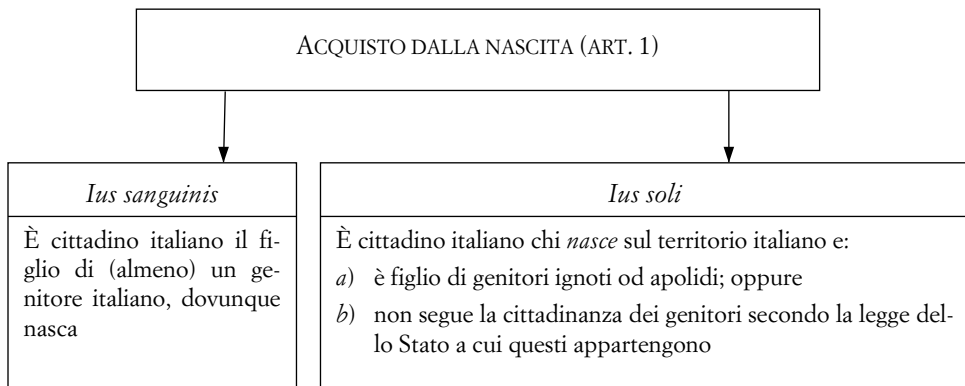 ACQUISTO DALLA NASCITA (ART. 1)
Ius sanguinis
È cittadino italiano il fi-
glio di (almeno) un ge-
nitore italiano, dovunque
nasca
Ius soli
È cittadino italiano chi nasce sul territorio italiano e:
a) è figlio di genitori ignoti od apolidi; oppure
b) non segue la cittadinanza dei genitori secondo la legge del-
lo Stato a cui questi appartengono